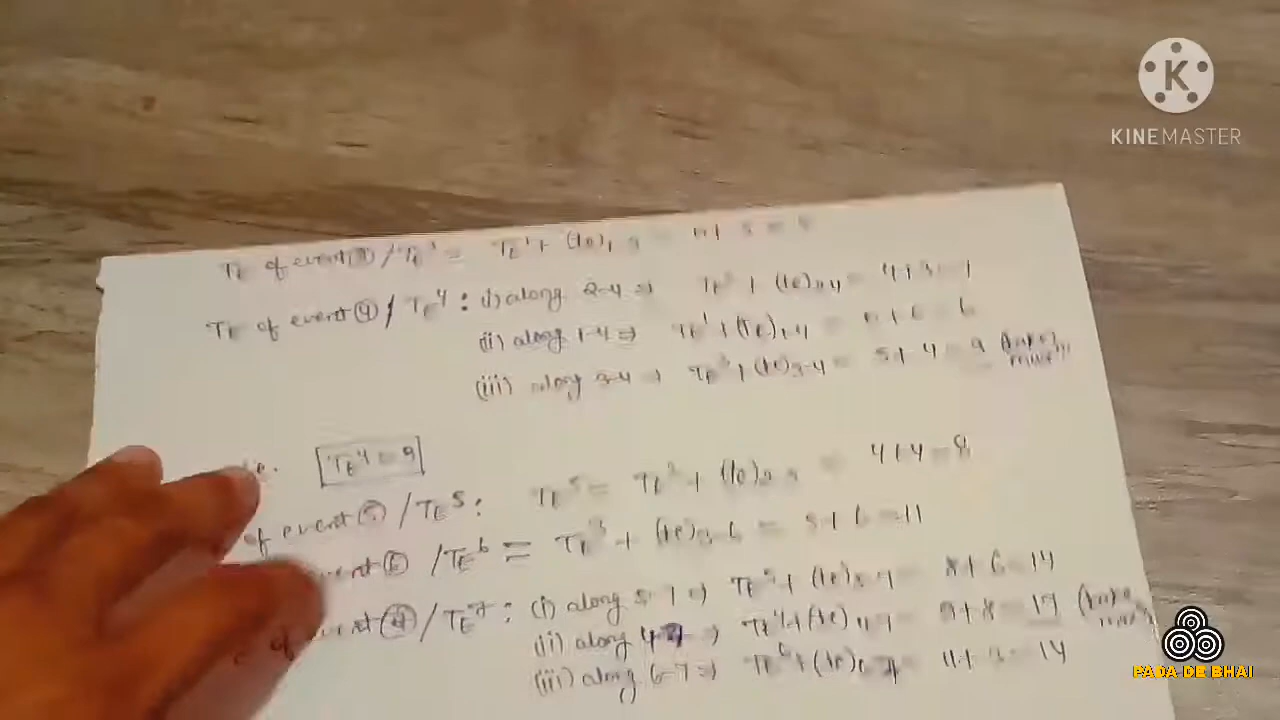 KINEMASTER
TE of event ③ / TE³ = TE¹ + (te)1-3 = 0+5 = 5
TE of event ④ / TE⁴ : (i) along 2-4 ⇒ TE² + (te)2-4 = 4+3 = 7
(ii) along 1-4 ⇒ TE¹ + (te)1-4 = 0+6 = 6
(iii) along 3-4 ⇒ TE³ + (te)3-4 = 5+4 = 9
TE⁴ = 9
of event ⑤ / TE⁵ : TE⁵ = TE² + (te) = 4+4 = 8
⑥ / TE⁶ = TE³ + (te)3-6 = 5+6 = 11
of event / TE⁷ : (i) along 5-7 ⇒ TE⁵ + (te)5-7 = 8+6 = 14
(ii) along 4-7 ⇒ TE⁴ + (te)4-7 = 9+8 = 17
(iii) along 6-7 ⇒ TE⁶ + (te)6-7 = 11+3 = 14
PADA DE BHAI